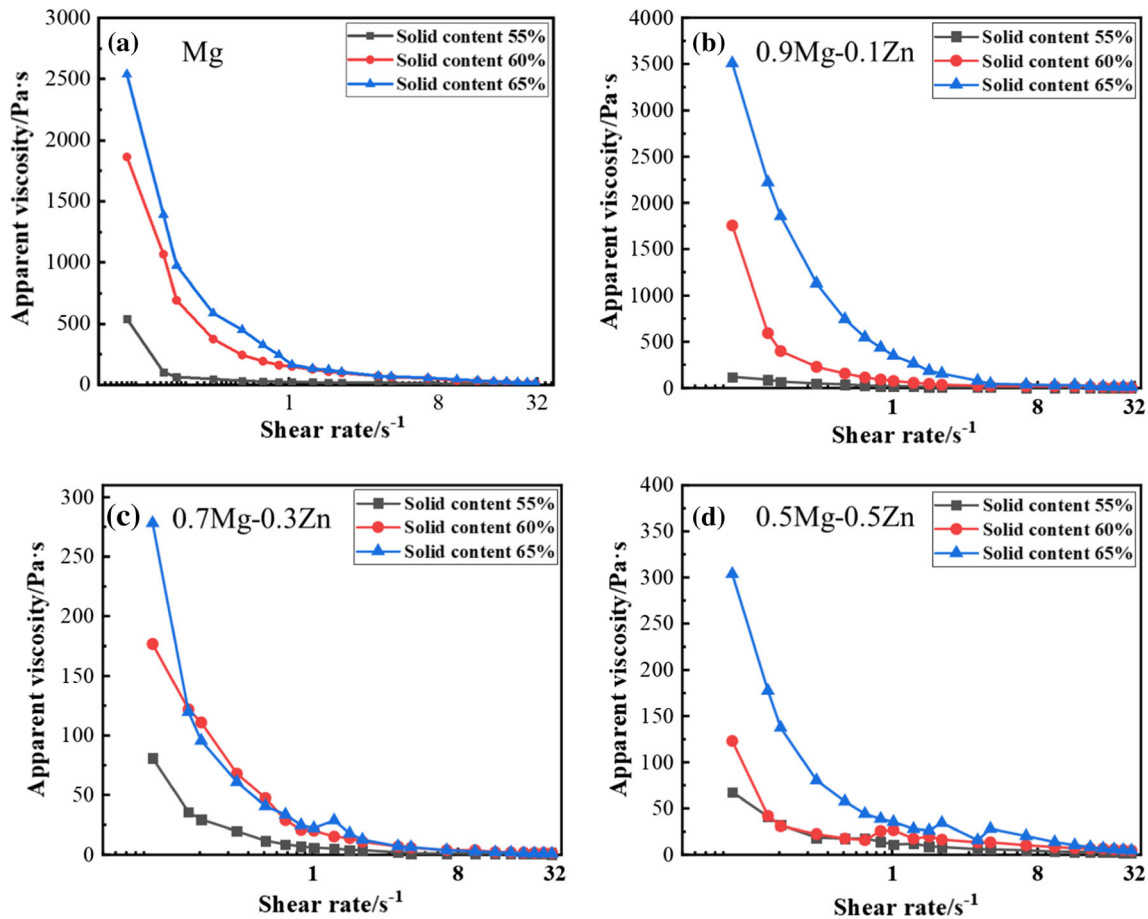 (a)
Mg
Solid content 55%
Solid content 60%
Solid content 65%
3000
2500
2000
1500
1000
500
0
Apparent viscosity/Pa·s
1
8
32
Shear rate/s⁻¹
(b)
0.9Mg-0.1Zn
Solid content 55%
Solid content 60%
Solid content 65%
4000
3500
3000
2500
2000
1500
1000
500
0
Apparent viscosity/Pa·s
1
8
32
Shear rate/s⁻¹
(c)
0.7Mg-0.3Zn
Solid content 55%
Solid content 60%
Solid content 65%
300
250
200
150
100
50
0
Apparent viscosity/Pa·s
1
8
32
Shear rate/s⁻¹
(d)
0.5Mg-0.5Zn
Solid content 55%
Solid content 60%
Solid content 65%
400
350
300
250
200
150
100
50
0
Apparent viscosity/Pa·s
1
8
32
Shear rate/s⁻¹